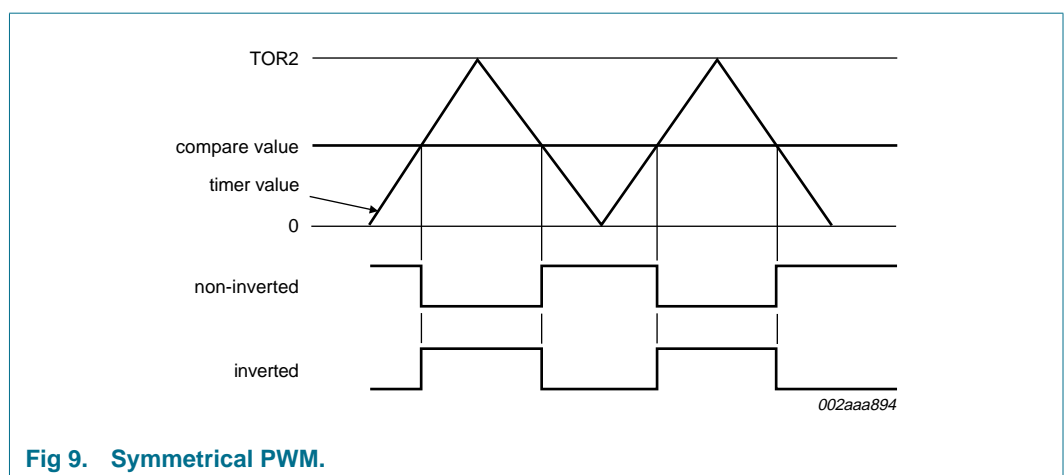 TOR2
compare value
timer value
0
non-inverted
inverted
002aaa894
Fig 9. Symmetrical PWM.